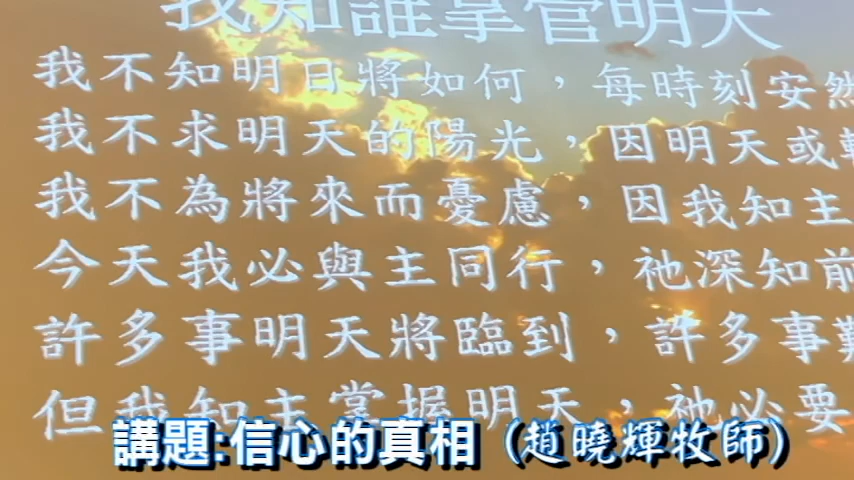 我知誰掌管明天
我不知明日將如何，每時刻安然
我不求明天的陽光，因明天或
我不為將來而憂慮，因我知主
今天我必與主同行，祂深知前
許多事明天將臨到，許多事難
但我知主掌握明天，祂必要
講題:信心的真相 (趙曉輝牧師)